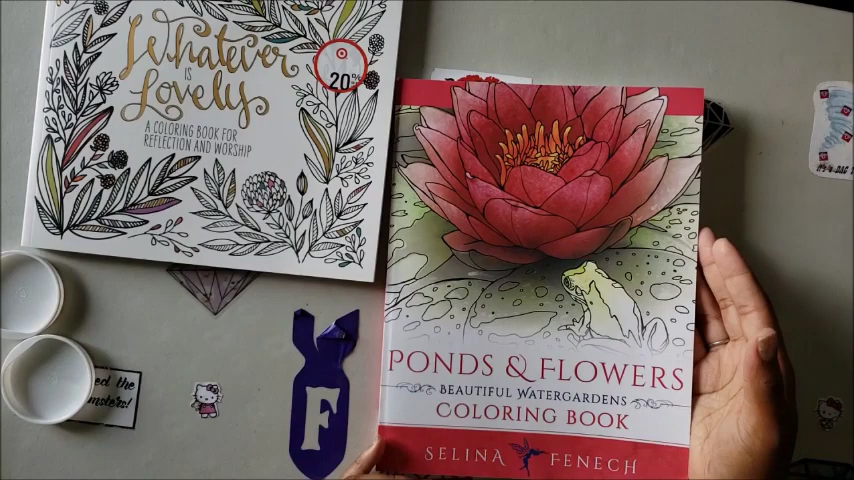 Whatever
IS
Lovely
A COLORING BOOK FOR
REFLECTION AND WORSHIP
20%
PONDS & FLOWERS
BEAUTIFUL WATERGARDENS
COLORING BOOK
SELINA FENECH
F
ed the